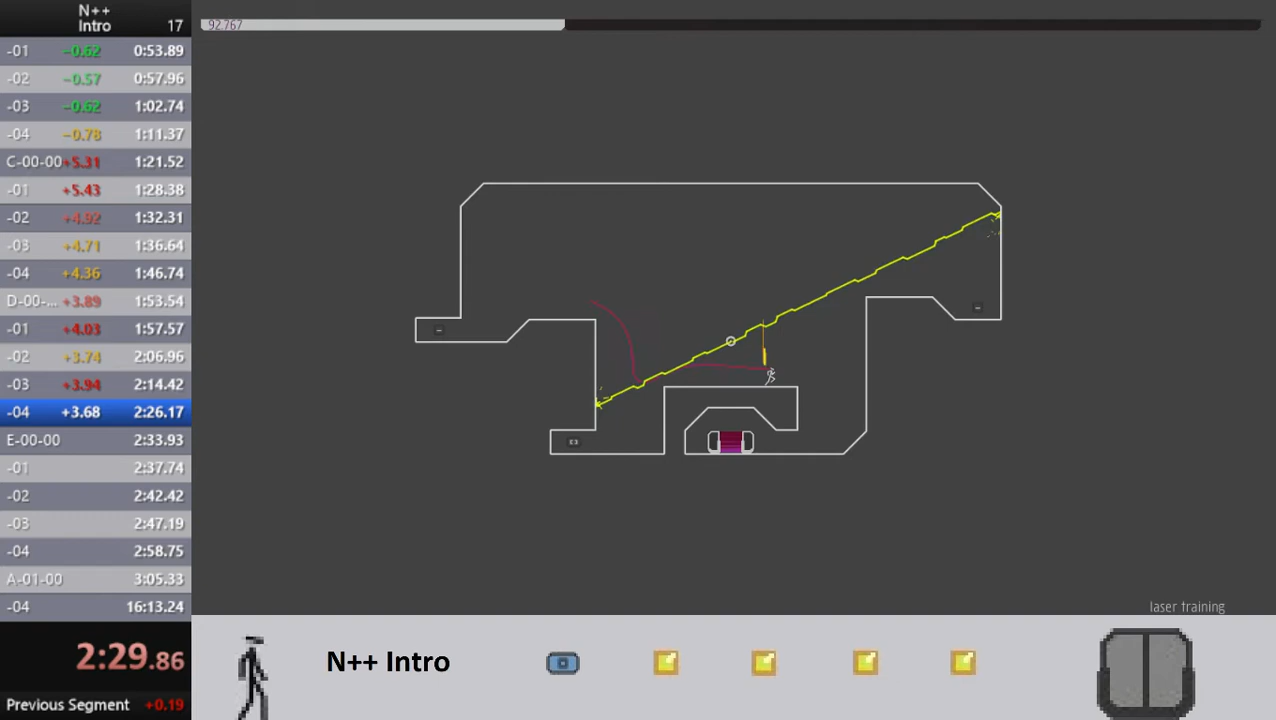 N++
Intro 17
-01 −0.62 0:53.89
-02 −0.57 0:57.96
-03 −0.62 1:02.74
-04 −0.78 1:11.37
C-00-00 +5.31 1:21.52
-01 +5.43 1:28.38
-02 +4.92 1:32.31
-03 +4.71 1:36.64
-04 +4.36 1:46.74
D-00-... +3.89 1:53.54
-01 +4.03 1:57.57
-02 +3.74 2:06.96
-03 +3.94 2:14.42
-04 +3.68 2:26.17
E-00-00 2:33.93
-01 2:37.74
-02 2:42.42
-03 2:47.19
-04 2:58.75
A-01-00 3:05.33
-04 16:13.24
2:29.86
Previous Segment +0.19
92.767
laser training
N++ Intro